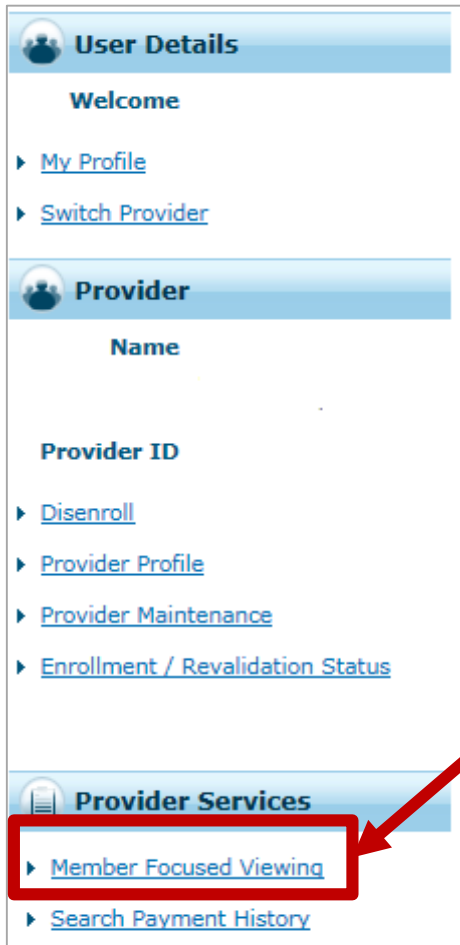 User Details
Welcome
My Profile
Switch Provider
Provider
Name
Provider ID
Disenroll
Provider Profile
Provider Maintenance
Enrollment / Revalidation Status
Provider Services
Member Focused Viewing
Search Payment History